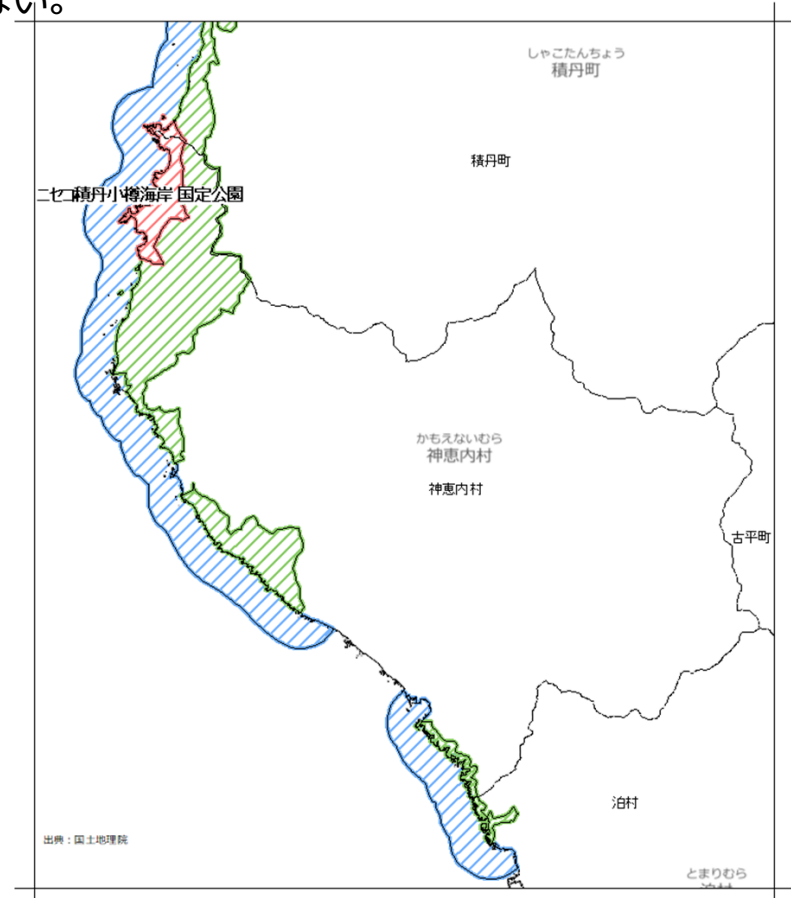 ない。
しゃこたんちょう
積丹町
積丹町
ニセコ積丹小樽海岸 国定公園
かもえないむら
神恵内村
神恵内村
古平町
泊村
出典：国土地理院
とまりむら